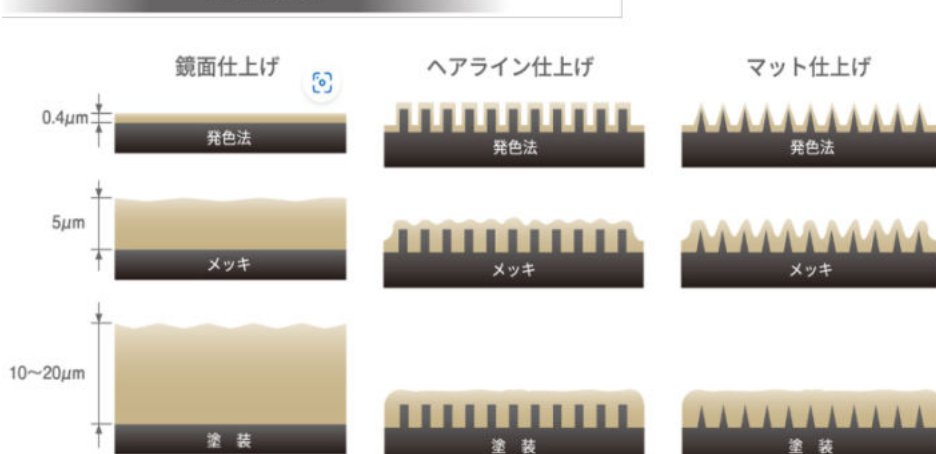 鏡面仕上げ
ヘアライン仕上げ
マット仕上げ
0.4μm
発色法
発色法
発色法
5μm
メッキ
メッキ
メッキ
10〜20μm
塗 装
塗 装
塗 装